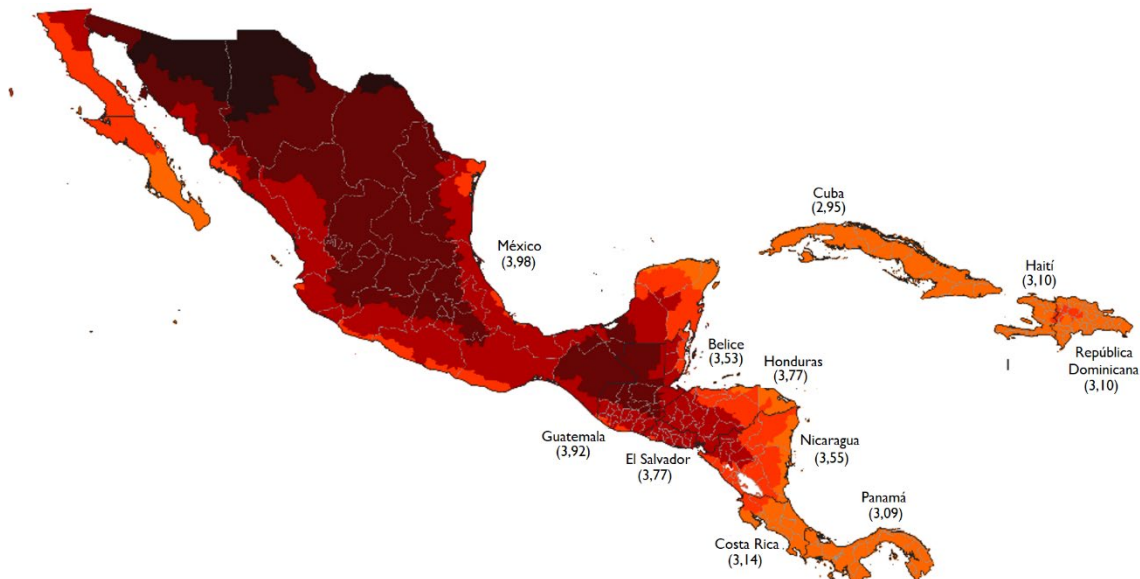 Cuba
(2,95)
México
(3,98)
Haití
(3,10)
Belice
(3,53)
Honduras
(3,77)
República
Dominicana
(3,10)
Guatemala
(3,92)
El Salvador
(3,77)
Nicaragua
(3,55)
Panamá
(3,09)
Costa Rica
(3,14)